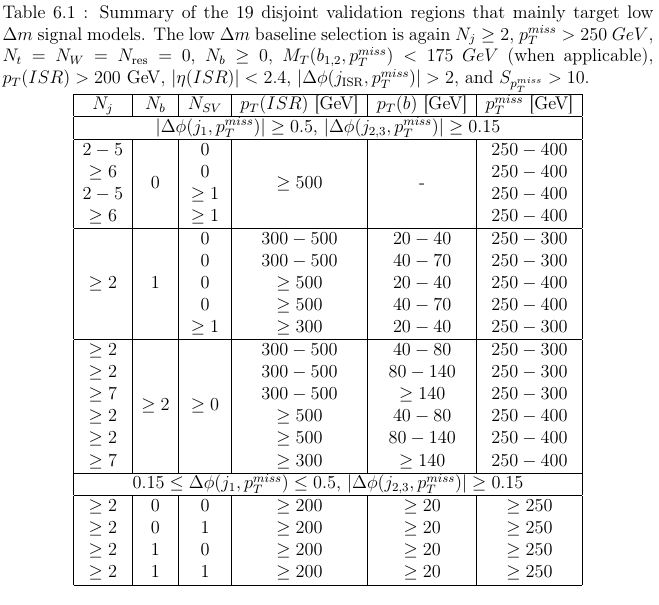 Table 6.1 : Summary of the 19 disjoint validation regions that mainly target low
Δm signal models. The low Δm baseline selection is again N_j ≥ 2, p_T^{miss} > 250 GeV,
N_t = N_W = N_res = 0, N_b ≥ 0, M_T(b_{1,2}, p_T^{miss}) < 175 GeV (when applicable),
p_T(ISR) > 200 GeV, |η(ISR)| < 2.4, |Δϕ(j_ISR, p_T^{miss})| > 2, and S_{p_T^{miss}} > 10.
N_j N_b N_SV p_T(ISR) [GeV] p_T(b) [GeV] p_T^{miss} [GeV]
|Δϕ(j_1, p_T^{miss})| ≥ 0.5, |Δϕ(j_{2,3}, p_T^{miss})| ≥ 0.15
2 − 5 0 250 − 400
≥ 6 0 250 − 400
0 ≥ 500 -
2 − 5 ≥ 1 250 − 400
≥ 6 ≥ 1 250 − 400
0 300 − 500 20 − 40 250 − 300
0 300 − 500 40 − 70 250 − 300
≥ 2 1 0 ≥ 500 20 − 40 250 − 400
0 ≥ 500 40 − 70 250 − 400
≥ 1 ≥ 300 20 − 40 250 − 300
≥ 2 300 − 500 40 − 80 250 − 300
≥ 2 300 − 500 80 − 140 250 − 300
≥ 7 300 − 500 ≥ 140 250 − 300
≥ 2 ≥ 0
≥ 2 ≥ 500 40 − 80 250 − 400
≥ 2 ≥ 500 80 − 140 250 − 400
≥ 7 ≥ 300 ≥ 140 250 − 400
0.15 ≤ Δϕ(j_1, p_T^{miss}) ≤ 0.5, |Δϕ(j_{2,3}, p_T^{miss})| ≥ 0.15
≥ 2 0 0 ≥ 200 ≥ 20 ≥ 250
≥ 2 0 1 ≥ 200 ≥ 20 ≥ 250
≥ 2 1 0 ≥ 200 ≥ 20 ≥ 250
≥ 2 1 1 ≥ 200 ≥ 20 ≥ 250